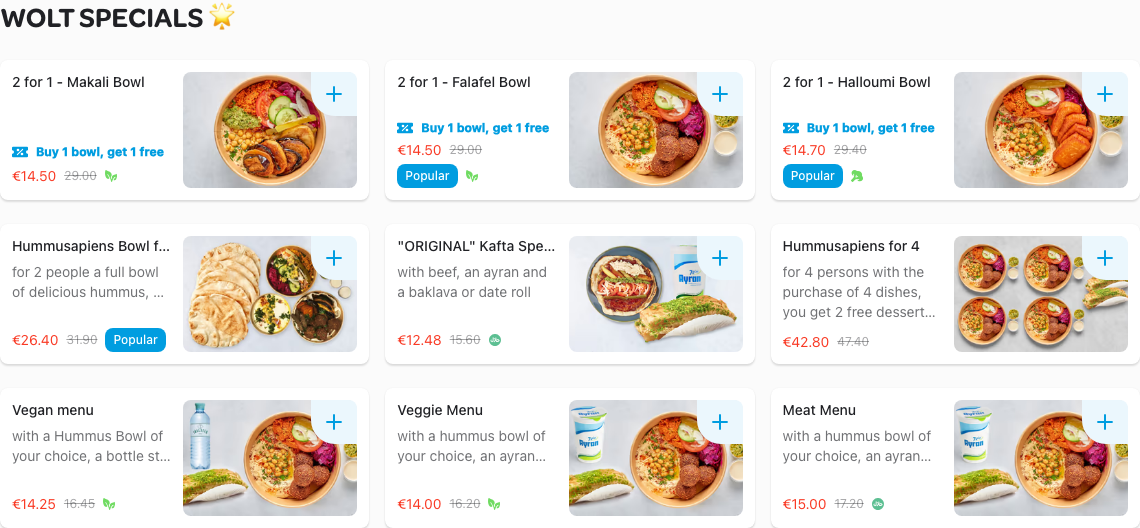 WOLT SPECIALS 🌟
2 for 1 - Makali Bowl
Buy 1 bowl, get 1 free
€14.50 29.00
2 for 1 - Falafel Bowl
Buy 1 bowl, get 1 free
€14.50 29.00
Popular
2 for 1 - Halloumi Bowl
Buy 1 bowl, get 1 free
€14.70 29.40
Popular
Hummusapiens Bowl f...
for 2 people a full bowl
of delicious hummus, ...
€26.40 31.90 Popular
"ORIGINAL" Kafta Spe...
with beef, an ayran and
a baklava or date roll
€12.48 15.60
Ayran
Hummusapiens for 4
for 4 persons with the
purchase of 4 dishes,
you get 2 free dessert...
€42.80 47.40
Vegan menu
with a Hummus Bowl of
your choice, a bottle st...
€14.25 16.45
Veggie Menu
with a hummus bowl of
your choice, an ayran...
€14.00 16.20
Ayran
Meat Menu
with a hummus bowl of
your choice, an ayran...
€15.00 17.20
Ayran